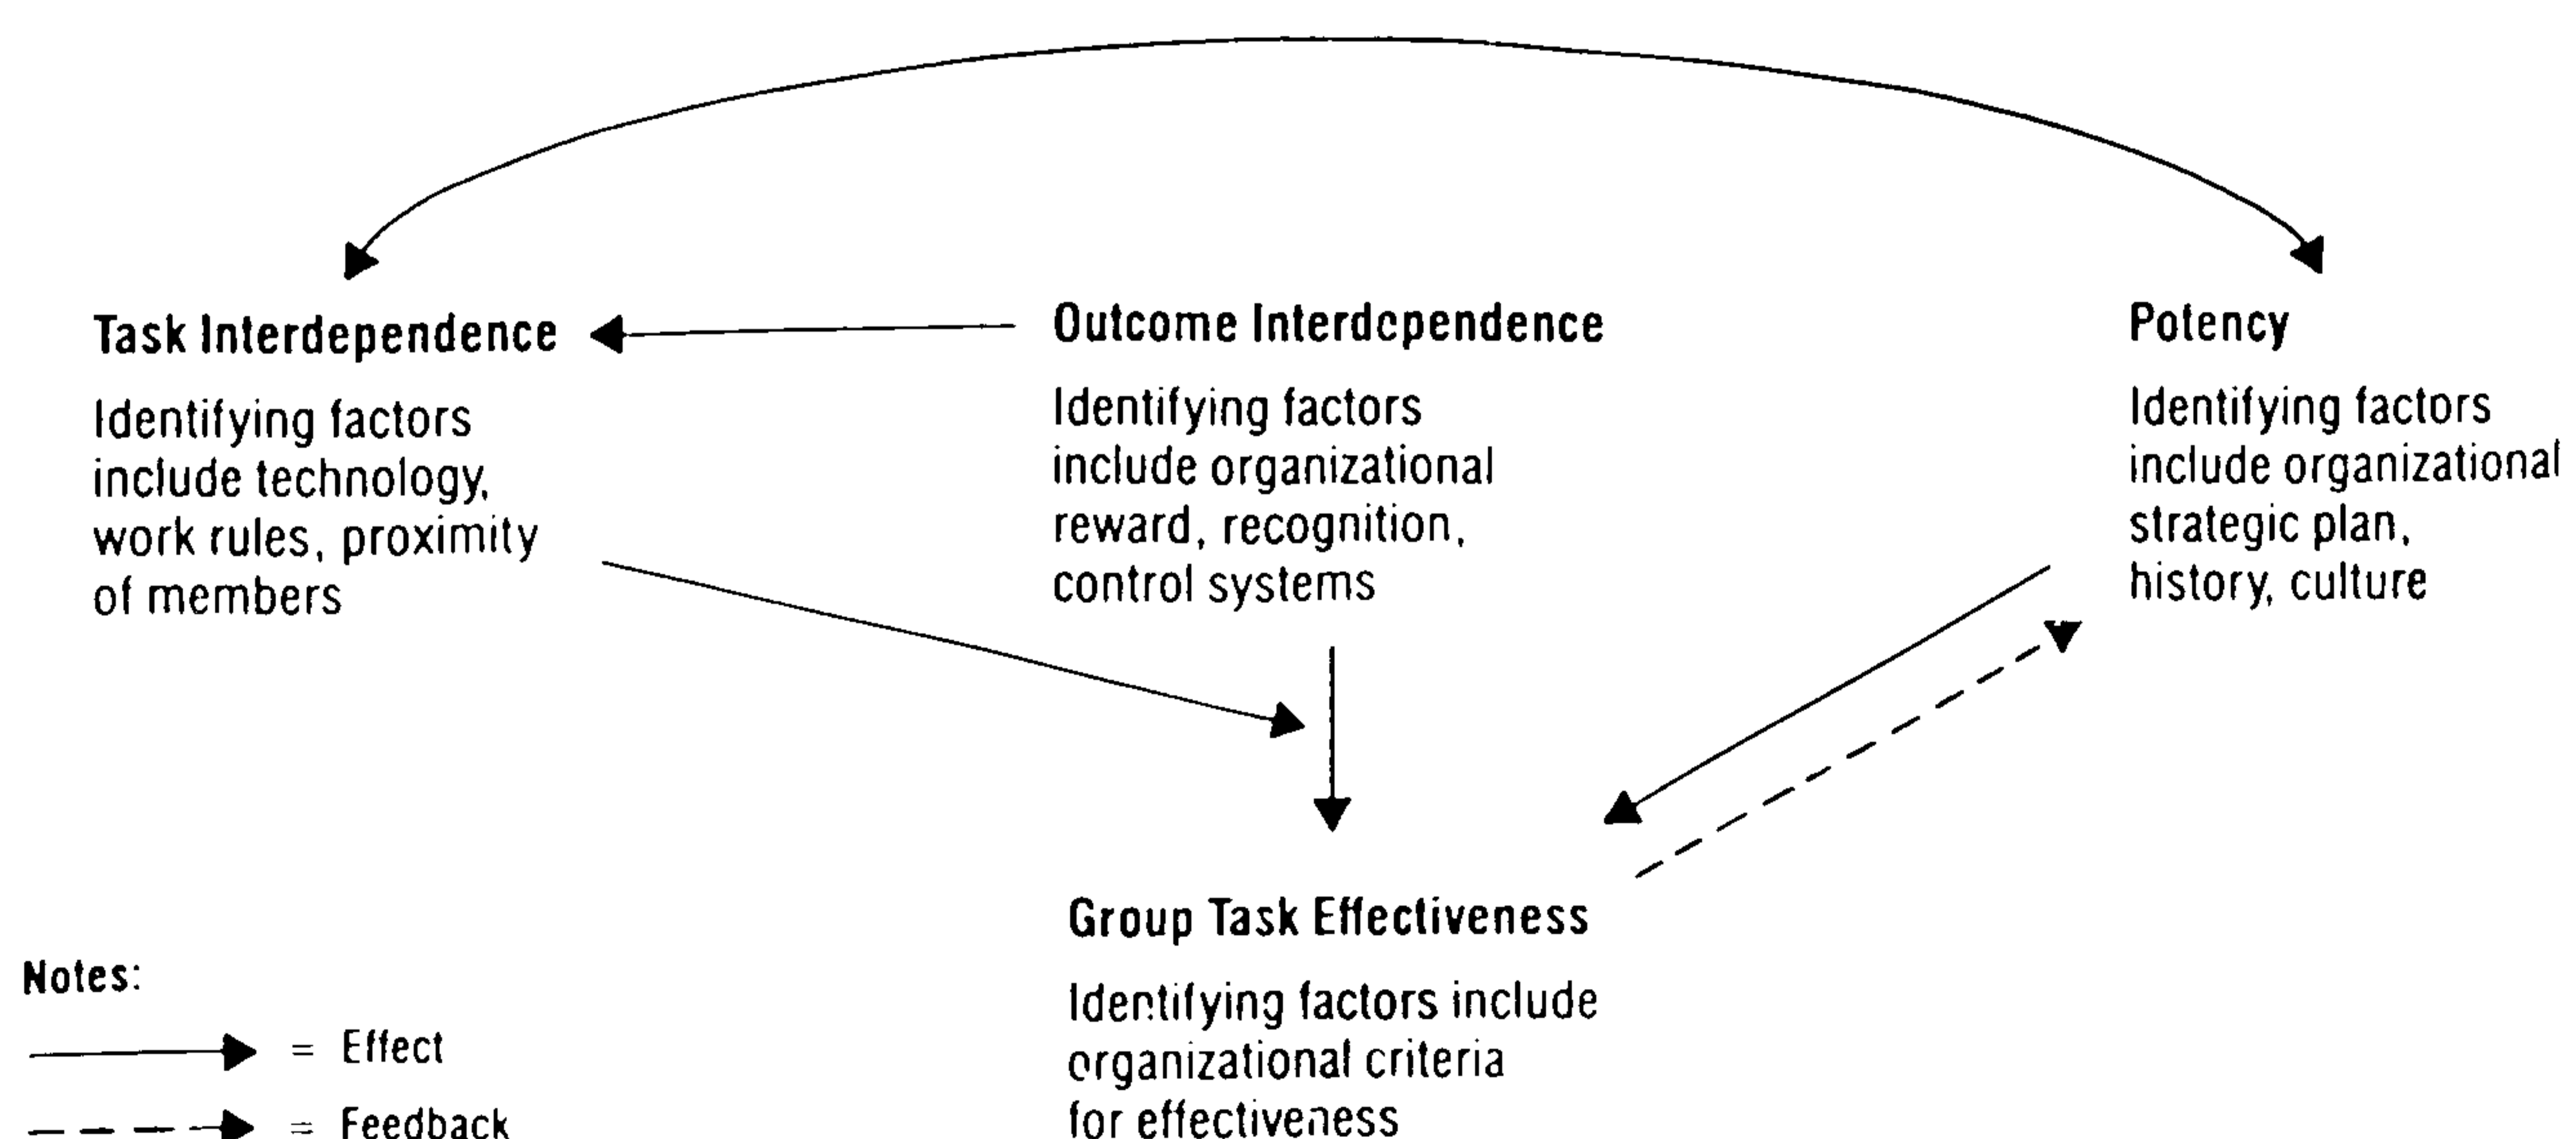 Task Interdependence
Identifying factors
include technology,
work rules, proximity
of members
Outcome Interdependence
Identifying factors
include organizational
reward, recognition,
control systems
Potency
Identifying factors
include organizational
strategic plan,
history, culture
Group Task Effectiveness
Identifying factors include
organizational criteria
for effectiveness
Notes:
= Effect
= Feedback